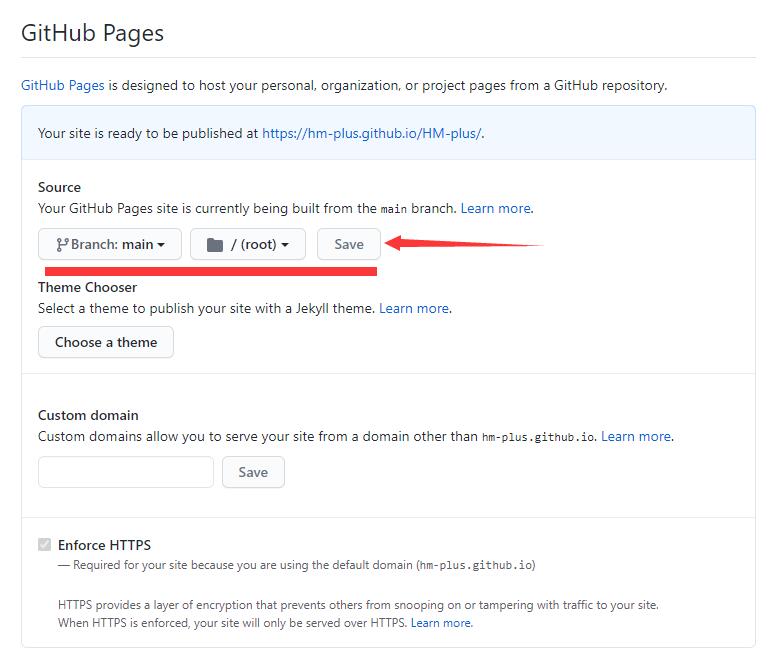 GitHub Pages
GitHub Pages is designed to host your personal, organization, or project pages from a GitHub repository.
Your site is ready to be published at https://hm-plus.github.io/HM-plus/.
Source
Your GitHub Pages site is currently being built from the main branch. Learn more.
Branch: main / (root) Save
Theme Chooser
Select a theme to publish your site with a Jekyll theme. Learn more.
Choose a theme
Custom domain
Custom domains allow you to serve your site from a domain other than hm-plus.github.io. Learn more.
Save
Enforce HTTPS
— Required for your site because you are using the default domain (hm-plus.github.io)
HTTPS provides a layer of encryption that prevents others from snooping on or tampering with traffic to your site.
When HTTPS is enforced, your site will only be served over HTTPS. Learn more.